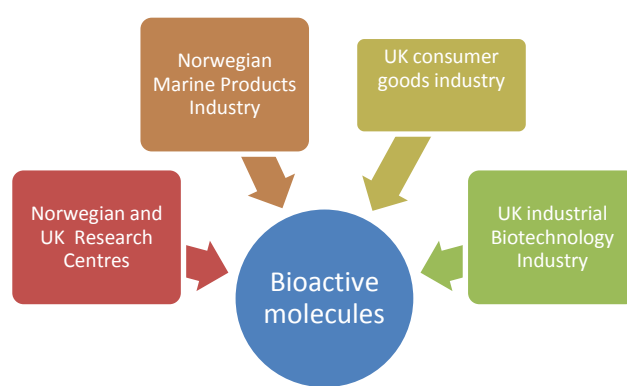 Norwegian
Marine Products
Industry
UK consumer
goods industry
Norwegian and
UK Research
Centres
UK industrial
Biotechnology
Industry
Bioactive
molecules